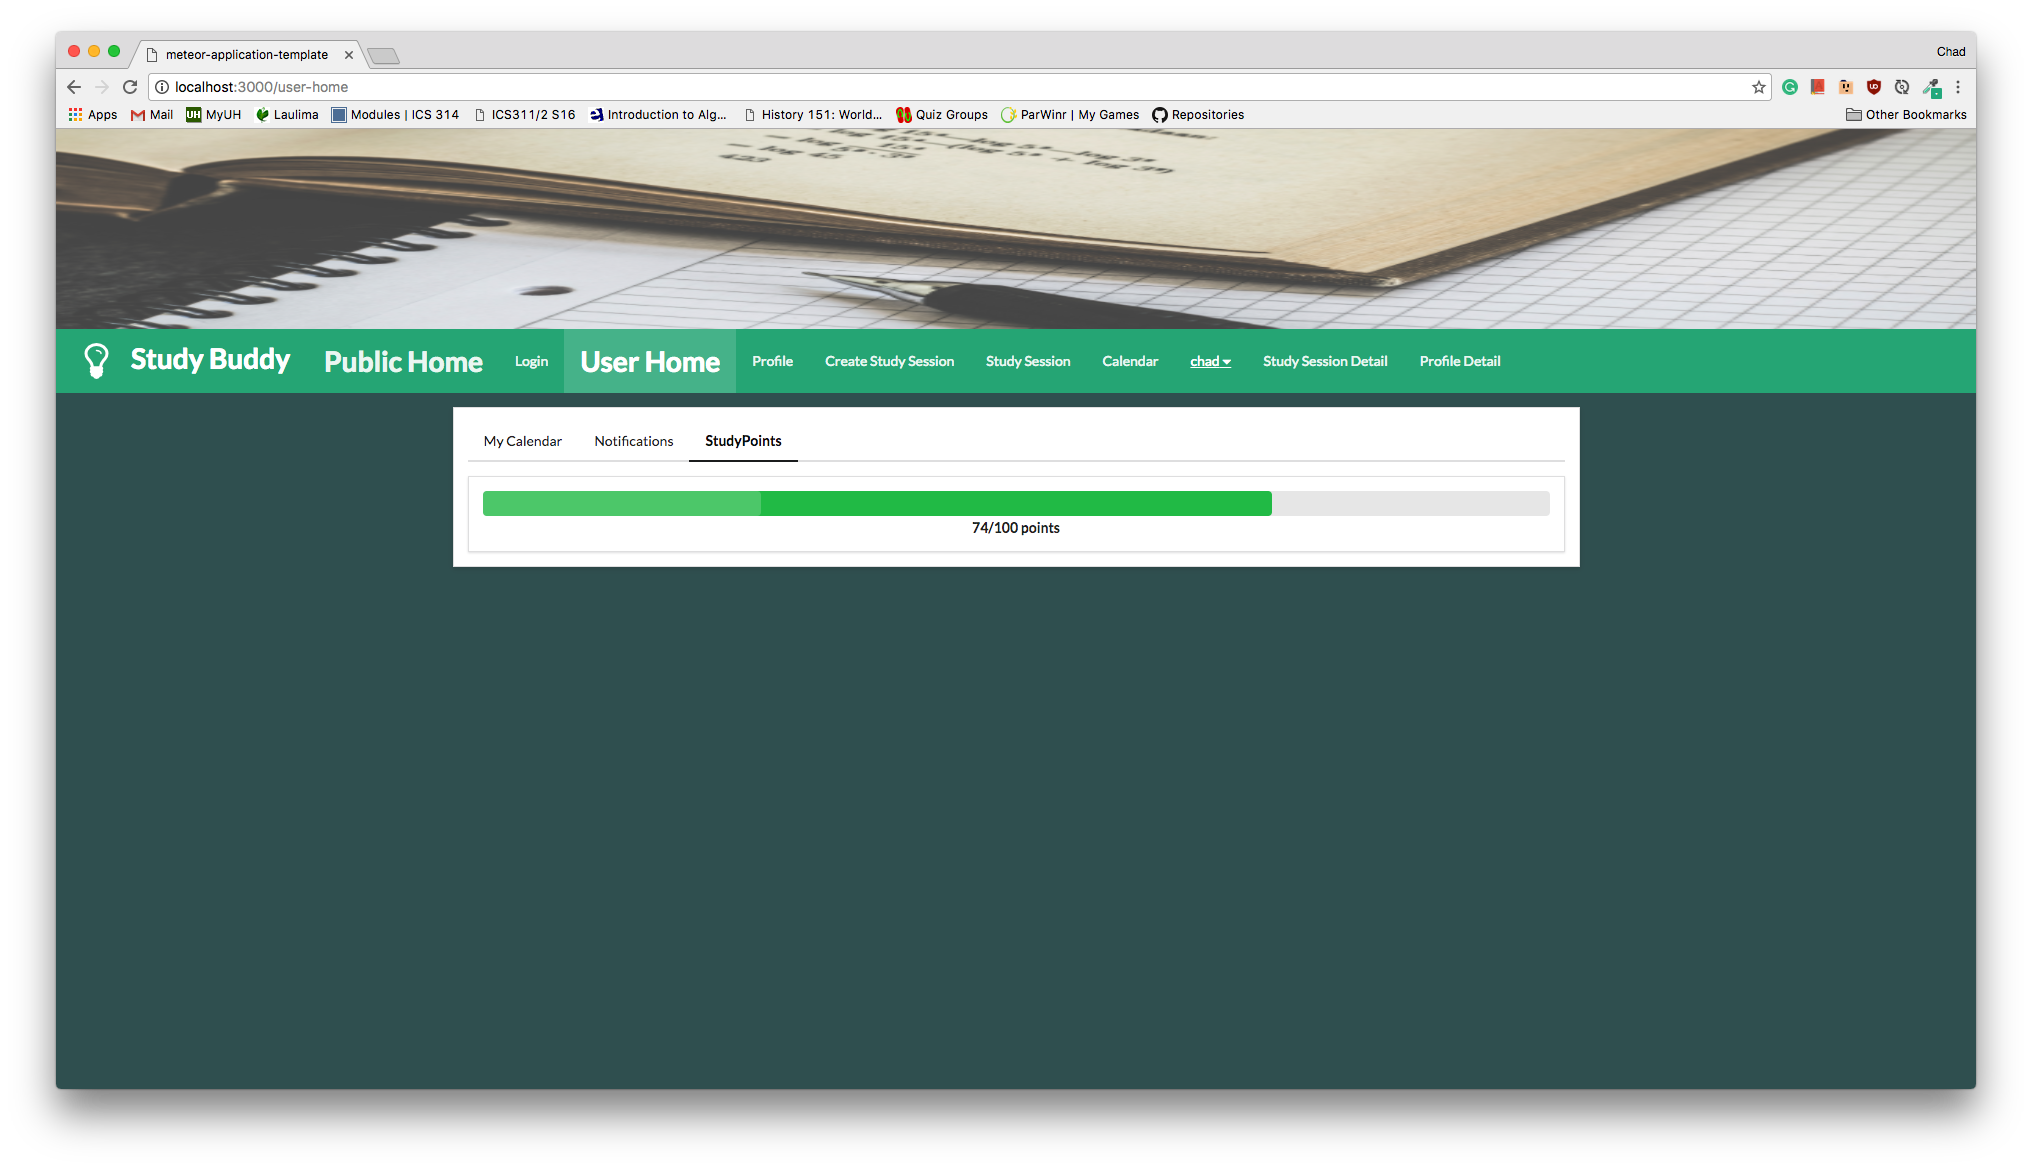 meteor-application-template
Chad
localhost:3000/user-home
Apps Mail MyUH Laulima Modules | ICS 314 ICS311/2 S16 Introduction to Alg... History 151: World... Quiz Groups ParWinr | My Games Repositories Other Bookmarks
Study Buddy Public Home Login User Home Profile Create Study Session Study Session Calendar chad Study Session Detail Profile Detail
My Calendar Notifications StudyPoints
74/100 points